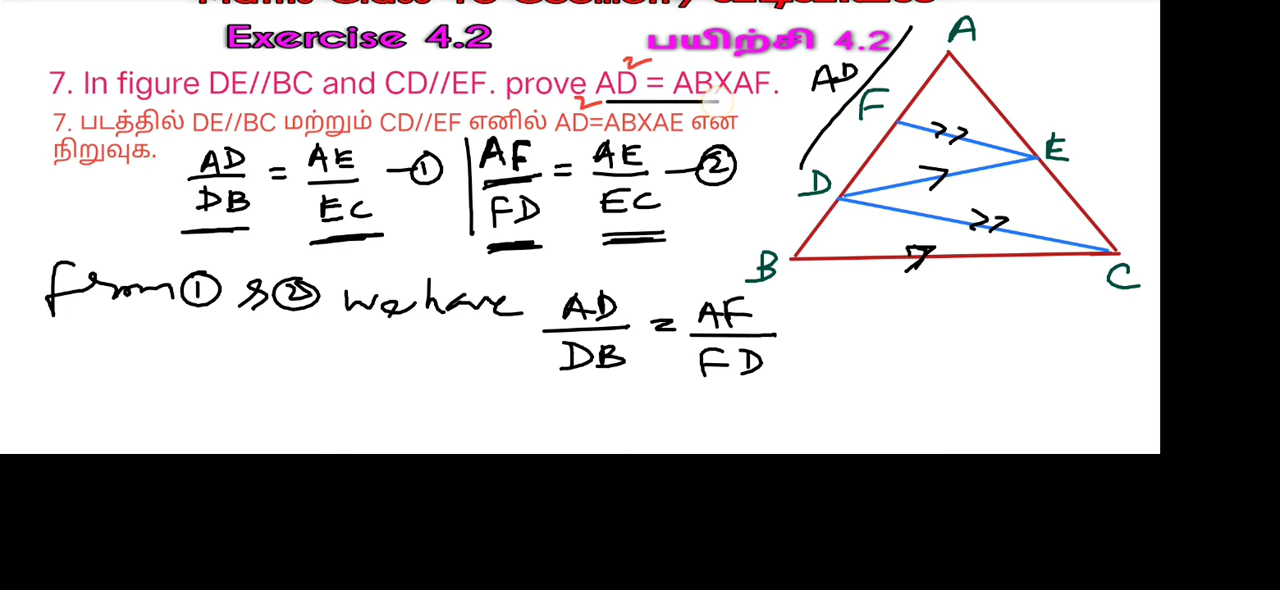 Exercise 4.2 பயிற்சி 4.2
7. In figure DE//BC and CD//EF. prove AD² = ABXAF.
7. படத்தில் DE//BC மற்றும் CD//EF எனில் AD²=ABXAE என
நிறுவுக.
AD/DB = AE/EC —① | AF/FD = AE/EC —②
From ① & ② we have AD/DB = AF/FD
AD
A
F
E
D
B
C